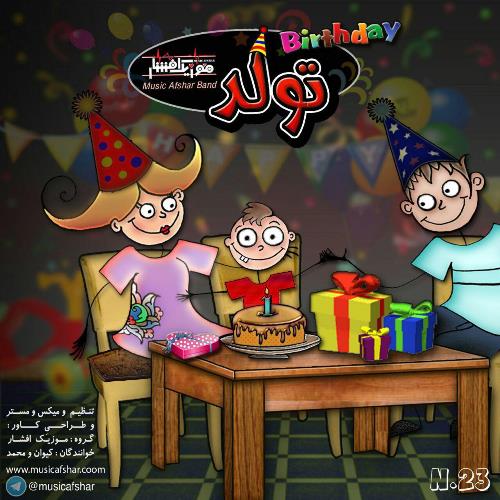 Birthday
موزیک افشار
Music Afshar Band
تولد
HAPPY
تنظیم و میکس و مستر
و طراحی کاور :
گروه : موزیک افشار
خوانندگان : کیوان و محمد
www.musicafshar.com
@musicafshar
N.23